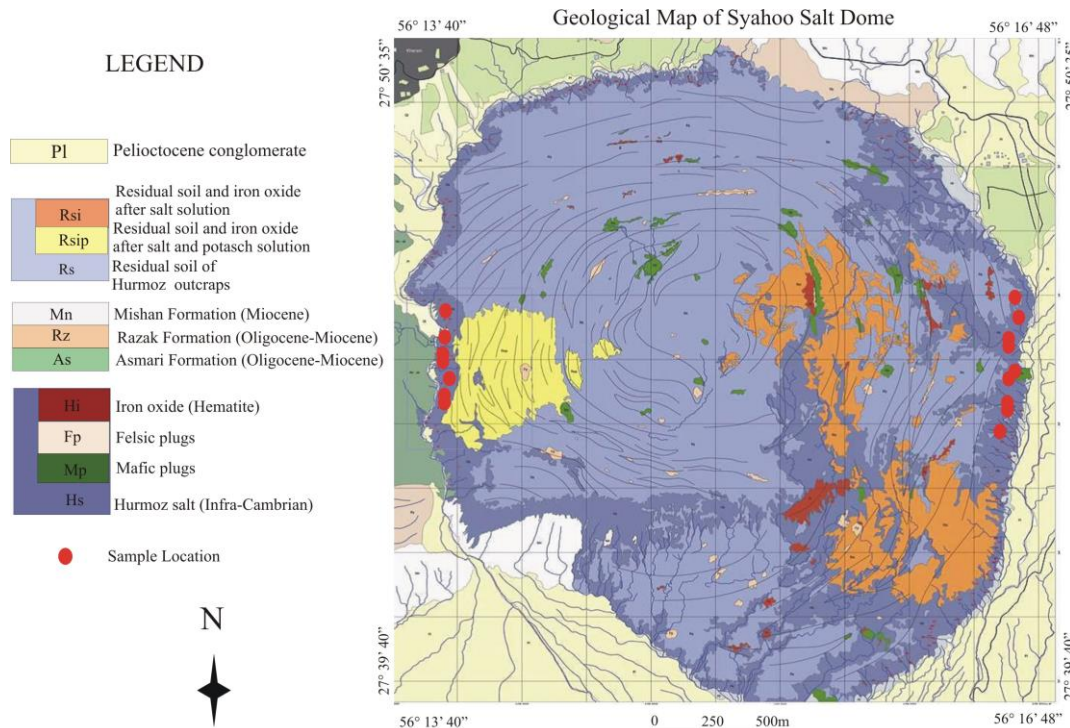 Geological Map of Syahoo Salt Dome
56° 13’ 40”
56° 16’ 48”
27° 50’ 35”
LEGEND
Pl
Pelioctocene conglomerate
Residual soil and iron oxide
after salt solution
Rsi
Residual soil and iron oxide
after salt and potasch solution
Rsip
Rs
Residual soil of
Hurmoz outcraps
Mn
Mishan Formation (Miocene)
Rz
Razak Formation (Oligocene-Miocene)
As
Asmari Formation (Oligocene-Miocene)
Hi
Iron oxide (Hematite)
Fp
Felsic plugs
Mp
Mafic plugs
Hs
Hurmoz salt (Infra-Cambrian)
Sample Location
N
27° 39’ 40”
27° 39’ 40”
56° 13’ 40”
0 250 500m
56° 16’ 48”